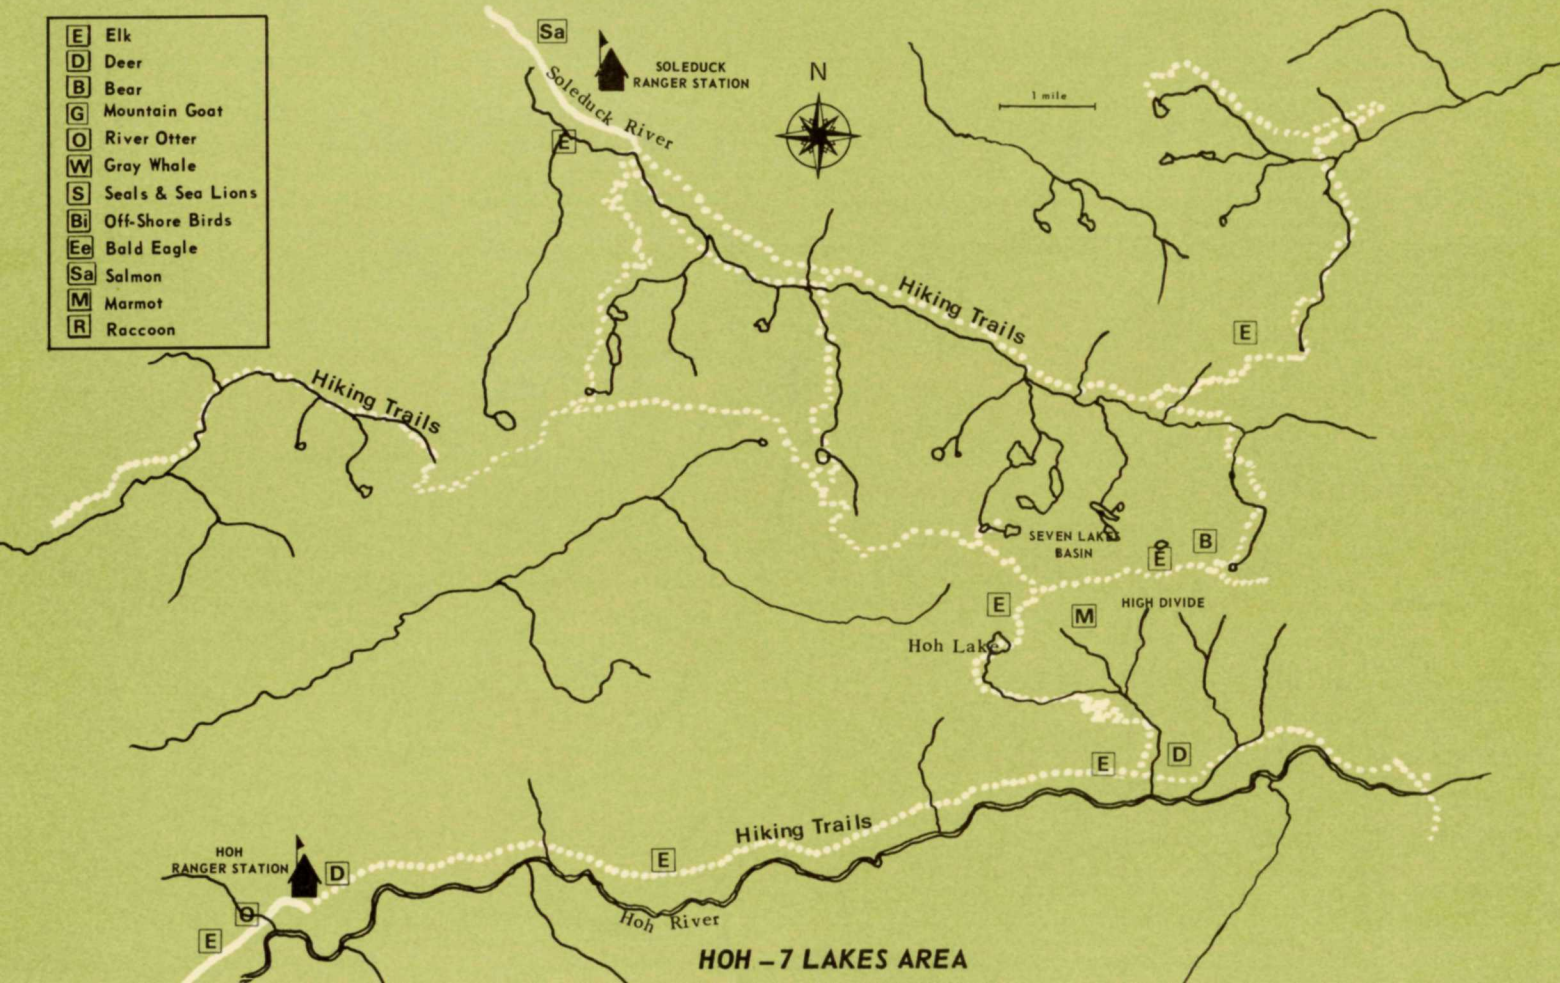 E Elk
D Deer
B Bear
G Mountain Goat
O River Otter
W Gray Whale
S Seals & Sea Lions
Bi Off-Shore Birds
Ee Bald Eagle
Sa Salmon
M Marmot
R Raccoon
Sa
SOLEDUCK
RANGER STATION
Soleduck River
N
1 mile
E
Hiking Trails
E
Hiking Trails
SEVEN LAKES
BASIN
E
B
E
M
HIGH DIVIDE
Hoh Lake
E
D
Hiking Trails
HOH
RANGER STATION
D
E
O
E
Hoh River
HOH – 7 LAKES AREA